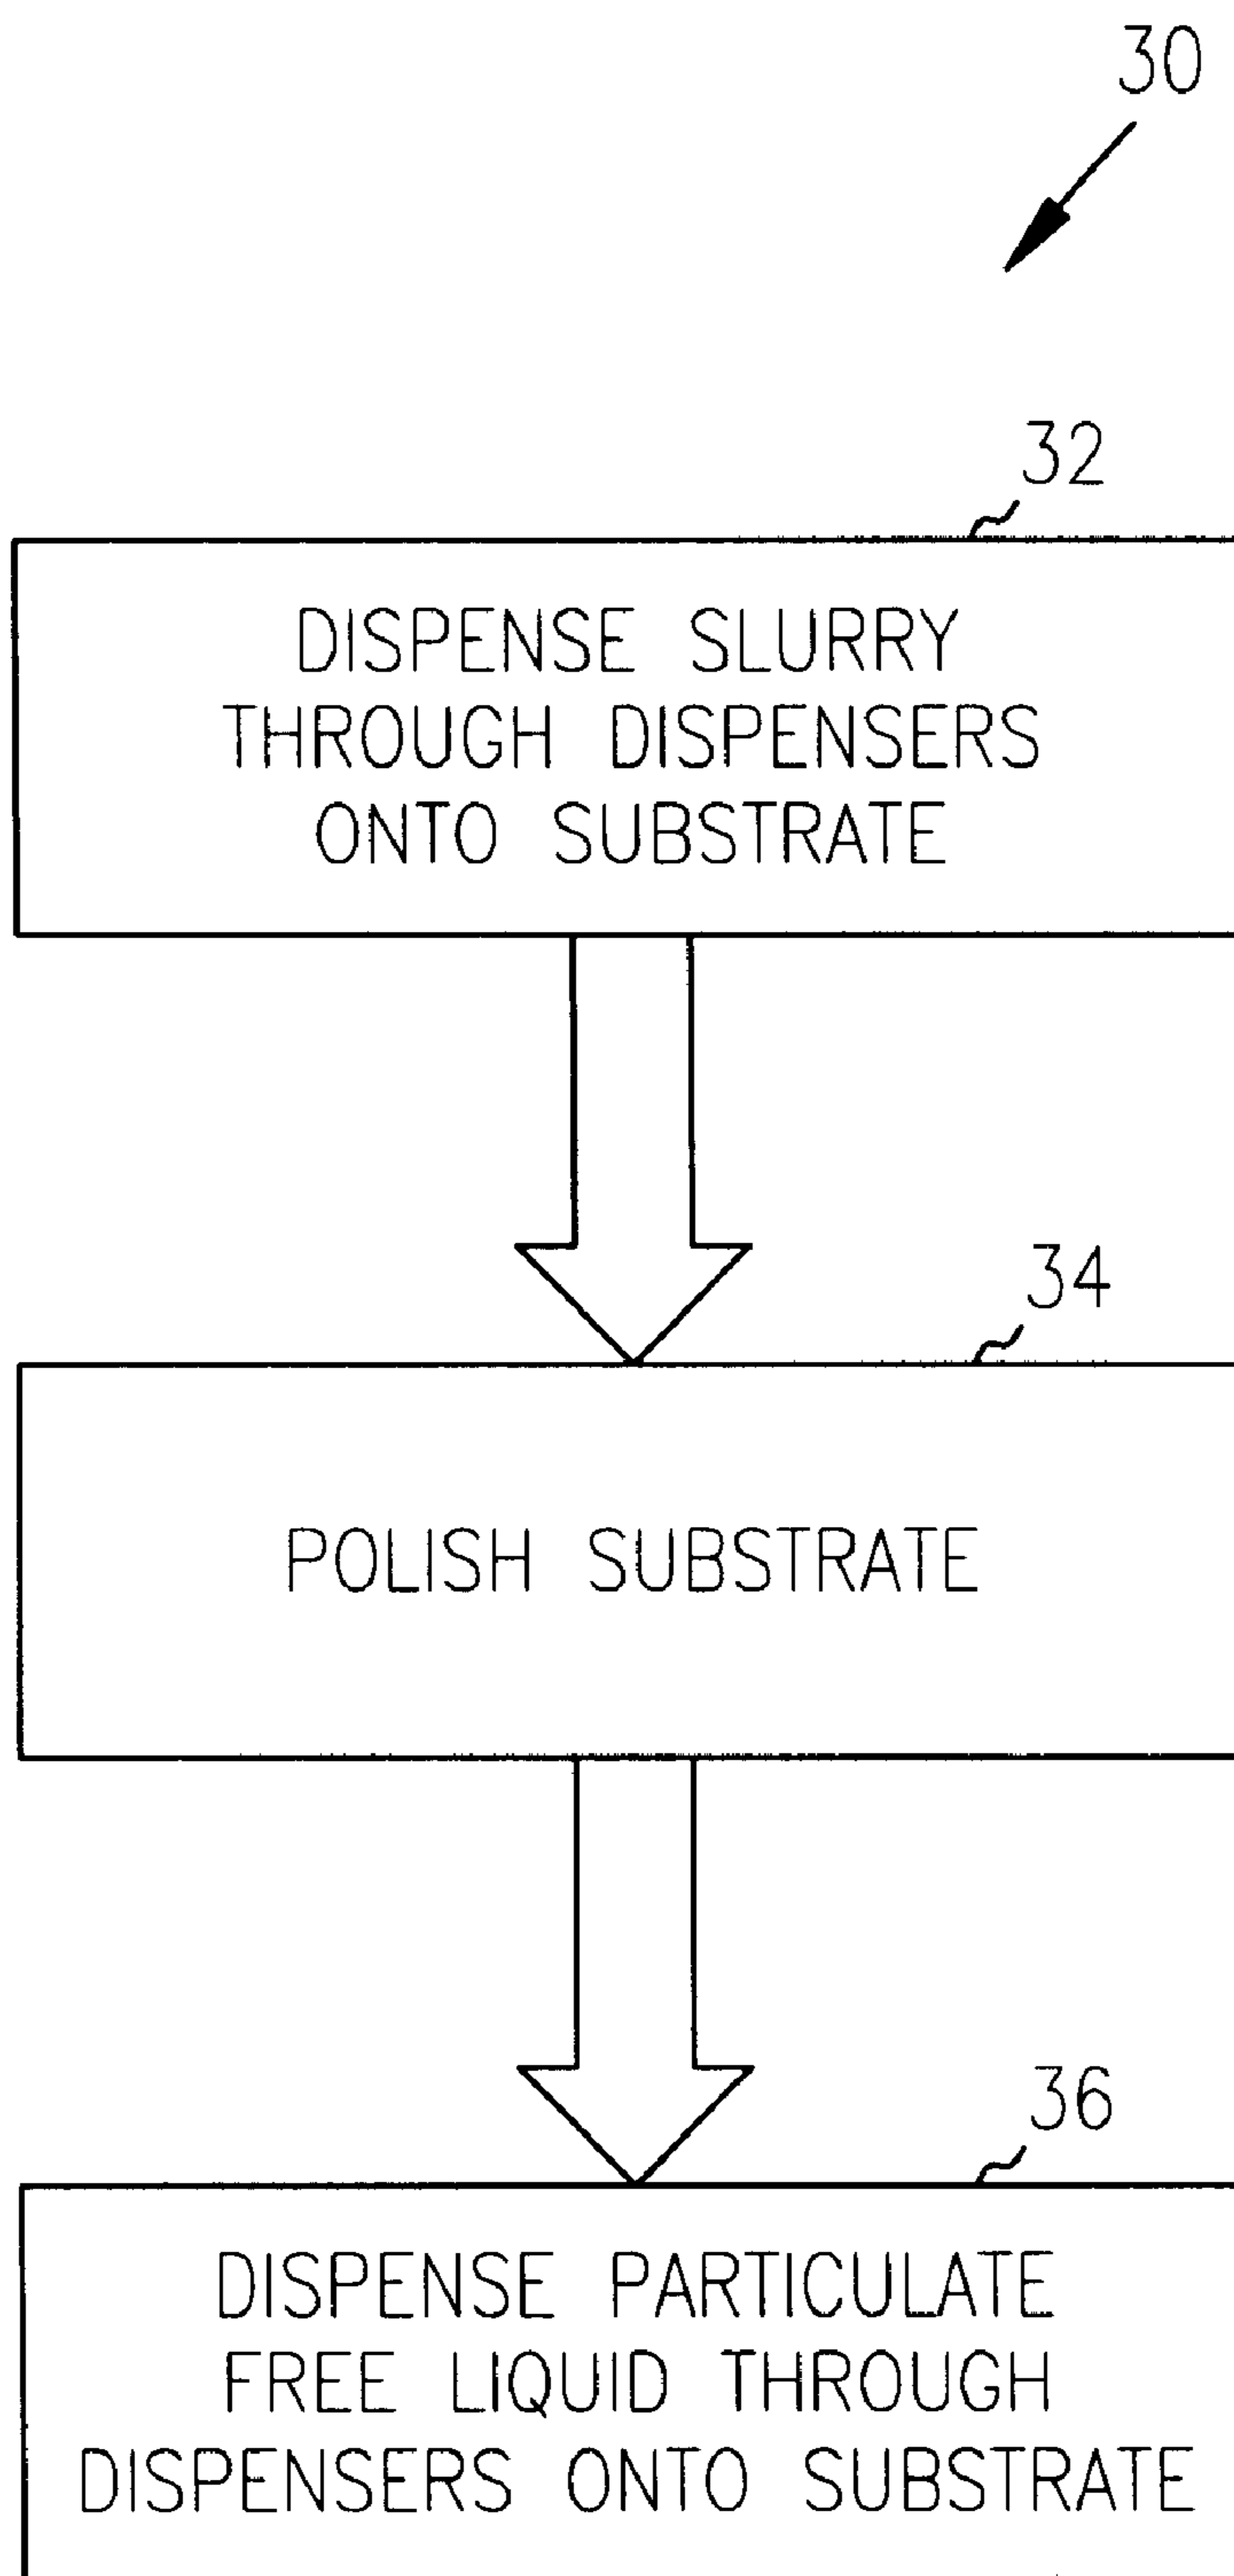 30
32
DISPENSE SLURRY
THROUGH DISPENSERS
ONTO SUBSTRATE
34
POLISH SUBSTRATE
36
DISPENSE PARTICULATE
FREE LIQUID THROUGH
DISPENSERS ONTO SUBSTRATE